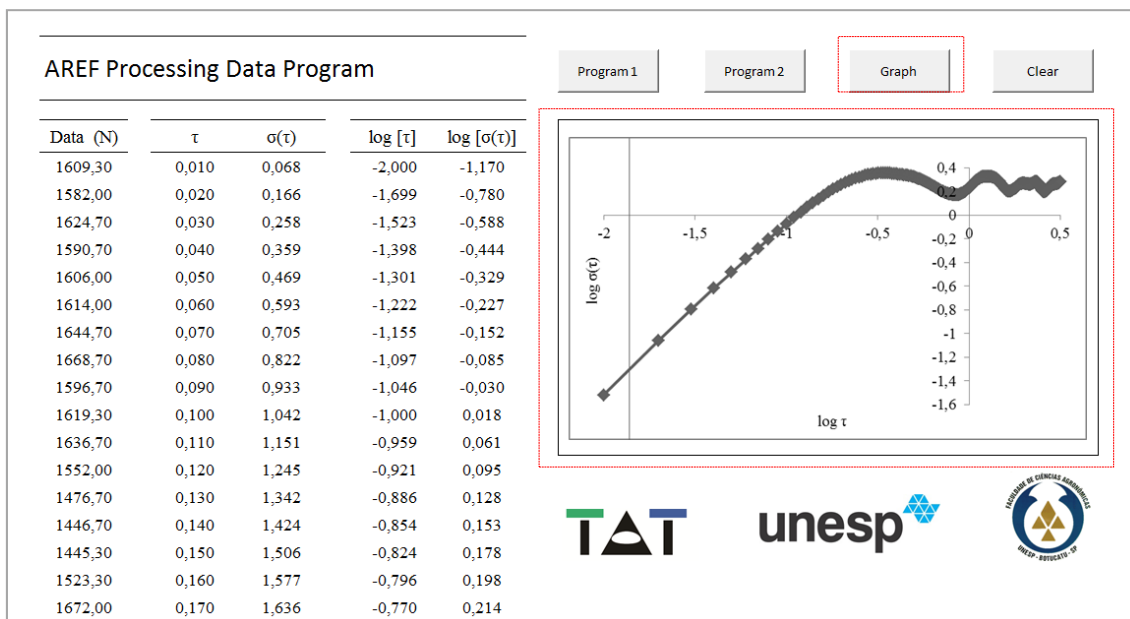 AREF Processing Data Program
Program 1 Program 2 Graph Clear
Data (N) τ σ(τ) log [τ] log [σ(τ)]
1609,30 0,010 0,068 -2,000 -1,170
1582,00 0,020 0,166 -1,699 -0,780
1624,70 0,030 0,258 -1,523 -0,588
1590,70 0,040 0,359 -1,398 -0,444
1606,00 0,050 0,469 -1,301 -0,329
1614,00 0,060 0,593 -1,222 -0,227
1644,70 0,070 0,705 -1,155 -0,152
1668,70 0,080 0,822 -1,097 -0,085
1596,70 0,090 0,933 -1,046 -0,030
1619,30 0,100 1,042 -1,000 0,018
1636,70 0,110 1,151 -0,959 0,061
1552,00 0,120 1,245 -0,921 0,095
1476,70 0,130 1,342 -0,886 0,128
1446,70 0,140 1,424 -0,854 0,153
1445,30 0,150 1,506 -0,824 0,178
1523,30 0,160 1,577 -0,796 0,198
1672,00 0,170 1,636 -0,770 0,214
0,4
0,2
0
-0,2
-0,4
-0,6
-0,8
-1
-1,2
-1,4
-1,6
-2 -1,5 -1 -0,5 0 0,5
log σ(τ)
log τ
TAT
unesp
FACULDADE DE CIÊNCIAS AGRONÔMICAS
UNESP - BOTUCATU - SP